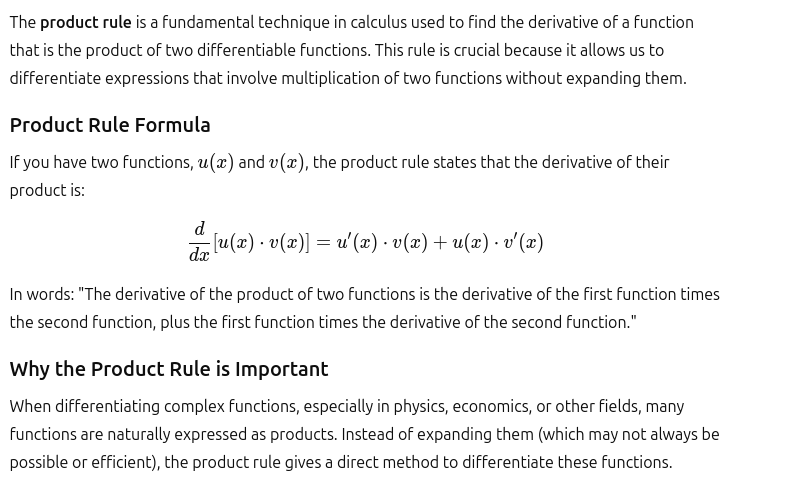 The product rule is a fundamental technique in calculus used to find the derivative of a function
that is the product of two differentiable functions. This rule is crucial because it allows us to
differentiate expressions that involve multiplication of two functions without expanding them.
Product Rule Formula
If you have two functions, u(x) and v(x), the product rule states that the derivative of their
product is:
d/dx [u(x) · v(x)] = u′(x) · v(x) + u(x) · v′(x)
In words: "The derivative of the product of two functions is the derivative of the first function times
the second function, plus the first function times the derivative of the second function."
Why the Product Rule is Important
When differentiating complex functions, especially in physics, economics, or other fields, many
functions are naturally expressed as products. Instead of expanding them (which may not always be
possible or efficient), the product rule gives a direct method to differentiate these functions.